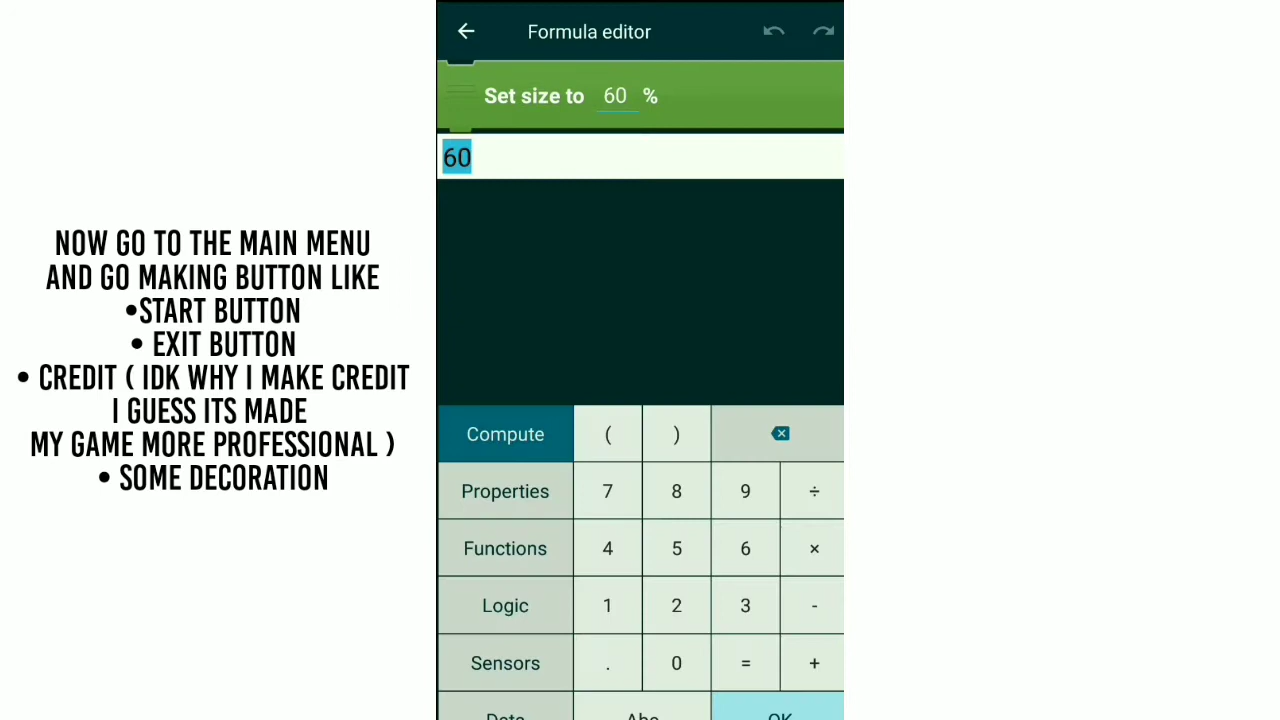 Formula editor
Set size to 60 %
60
NOW GO TO THE MAIN MENU
AND GO MAKING BUTTON LIKE
•START BUTTON
• EXIT BUTTON
• CREDIT ( IDK WHY I MAKE CREDIT
I GUESS ITS MADE
MY GAME MORE PROFESSIONAL )
• SOME DECORATION
Compute ( )
Properties 7 8 9 ÷
Functions 4 5 6 ×
Logic 1 2 3 -
Sensors . 0 = +
Data Abc OK